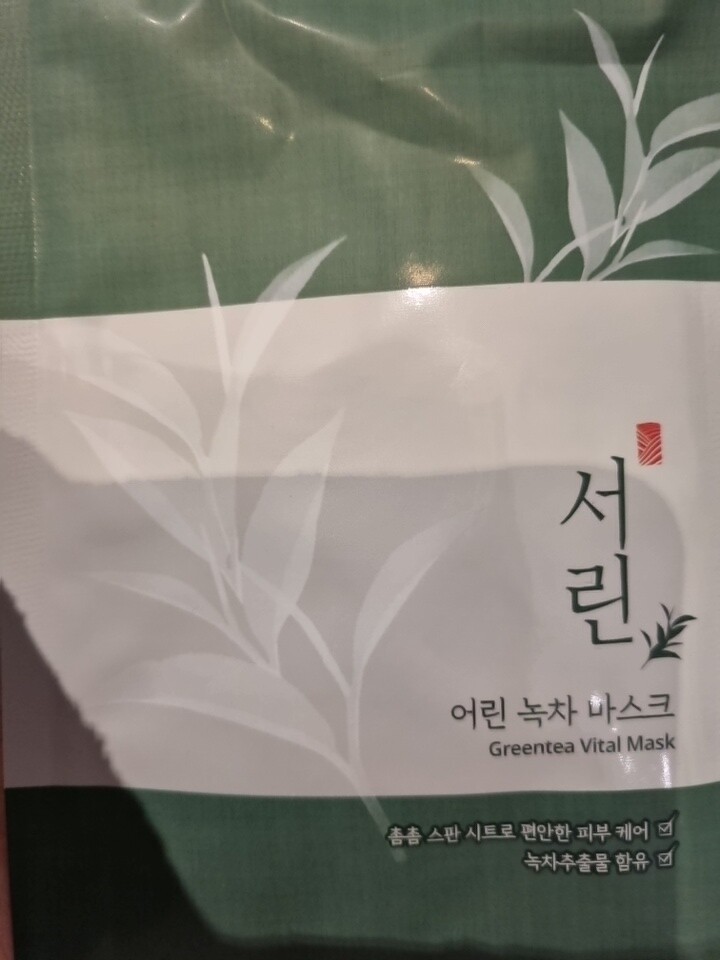 서린
어린 녹차 마스크
Greentea Vital Mask
촘촘 스판 시트로 편안한 피부 케어
녹차추출물 함유